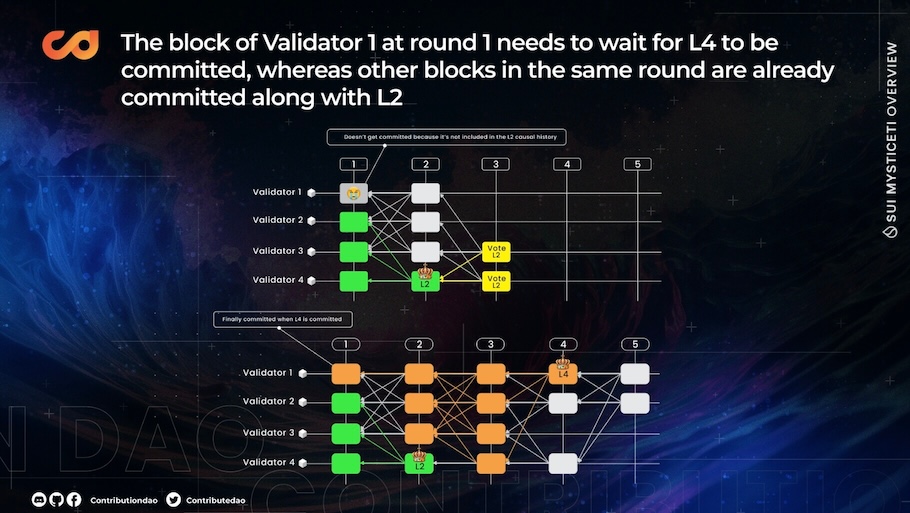 The block of Validator 1 at round 1 needs to wait for L4 to be
committed, whereas other blocks in the same round are already
committed along with L2
SUI MYSTICETI OVERVIEW
Doesn't get committed because it's not included in the L2 causal history
1 2 3 4 5
Validator 1
Validator 2
Validator 3
Vote
L2
Validator 4
L2
Vote
L2
Finally committed when L4 is committed
1 2 3 4 5
Validator 1
L4
Validator 2
Validator 3
Validator 4
L2
N DAO
CONTRIBUTIO
Contributiondao
Contributedao